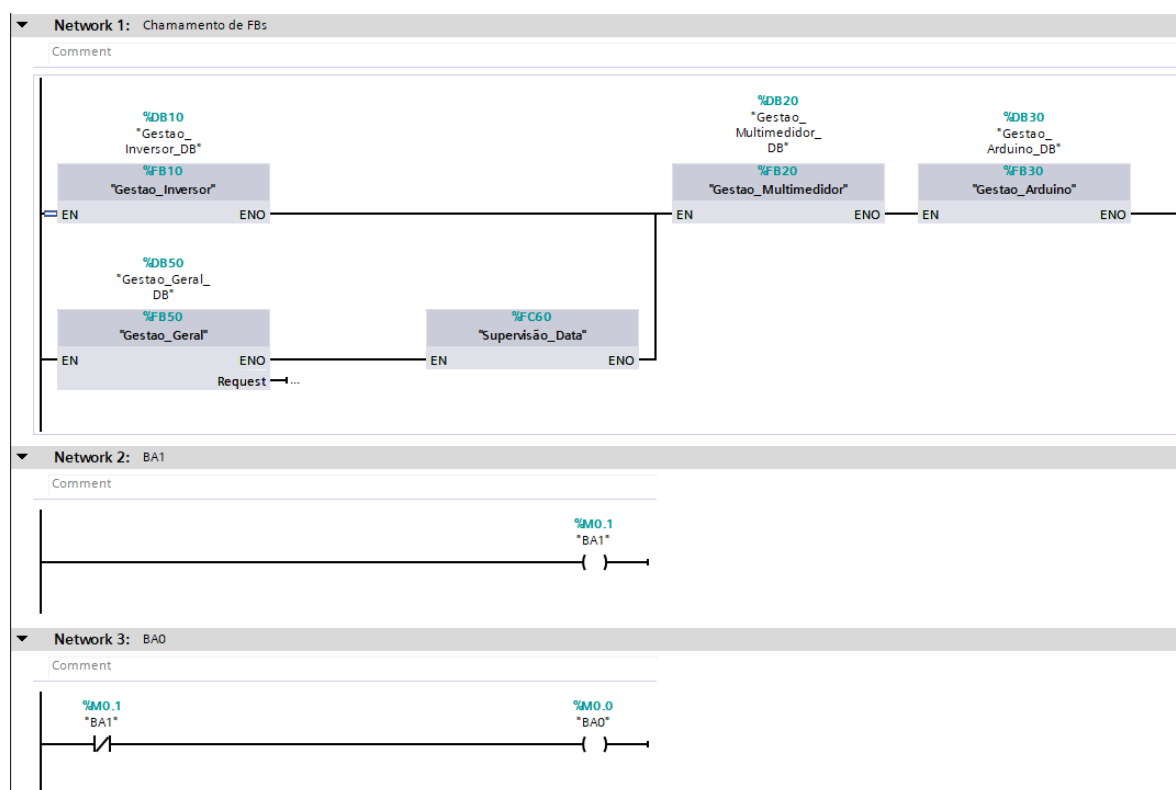 Network 1: Chamamento de FBs
Comment
%DB10
"Gestao_
Inversor_DB"
%FB10
"Gestao_Inversor"
EN ENO
%DB20
"Gestao_
Multimedidor_
DB"
%FB20
"Gestao_Multimedidor"
EN ENO
%DB30
"Gestao_
Arduino_DB"
%FB30
"Gestao_Arduino"
EN ENO
%DB50
"Gestao_Geral_
DB"
%FB50
"Gestao_Geral"
EN ENO
Request ...
%FC60
"Supervisão_Data"
EN ENO
Network 2: BA1
Comment
%M0.1
"BA1"
Network 3: BA0
Comment
%M0.1
"BA1"
%M0.0
"BA0"